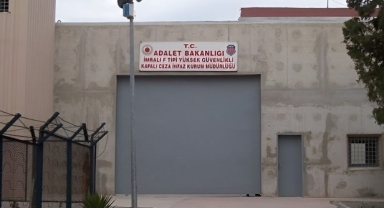 T.C.
ADALET BAKANLIĞI
İMRALI F TİPİ YÜKSEK GÜVENLİKLİ
KAPALI CEZA İNFAZ KURUM MÜDÜRLÜĞÜ